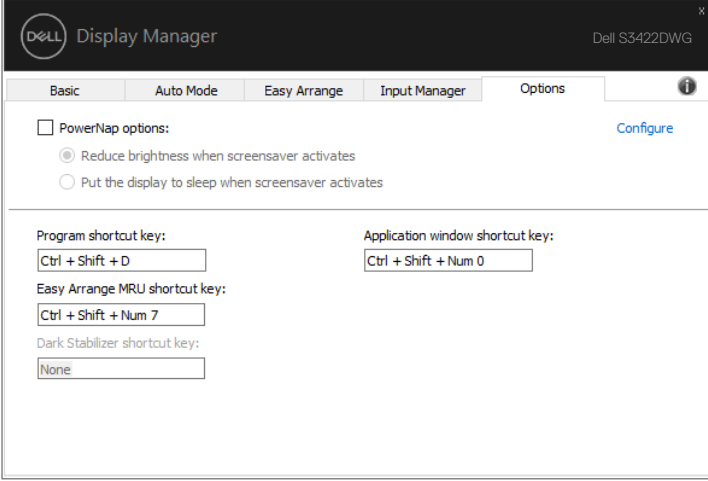 DELL Display Manager
x
Dell S3422DWG
Basic Auto Mode Easy Arrange Input Manager Options i
PowerNap options: Configure
Reduce brightness when screensaver activates
Put the display to sleep when screensaver activates
Program shortcut key: Application window shortcut key:
Ctrl + Shift + D Ctrl + Shift + Num 0
Easy Arrange MRU shortcut key:
Ctrl + Shift + Num 7
Dark Stabilizer shortcut key:
None